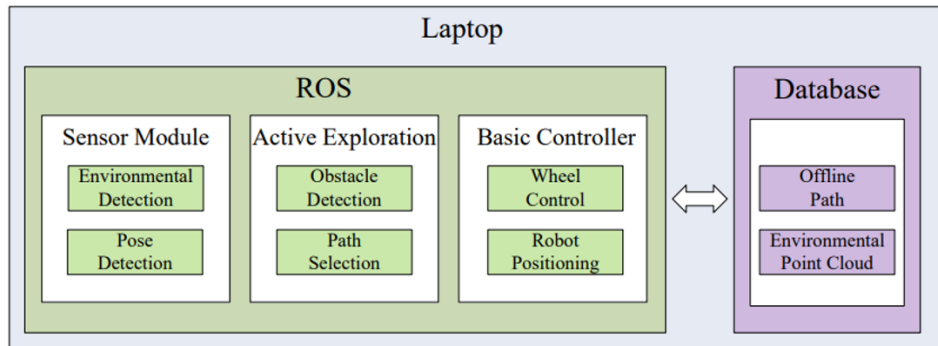 Laptop
ROS
Sensor Module
Environmental
Detection
Pose
Detection
Active Exploration
Obstacle
Detection
Path
Selection
Basic Controller
Wheel
Control
Robot
Positioning
Database
Offline
Path
Environmental
Point Cloud